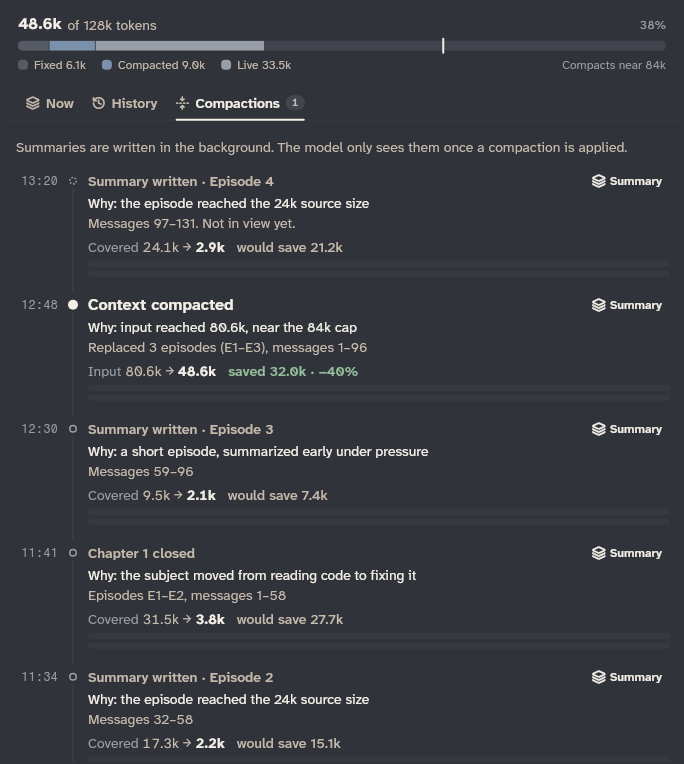 48.6k of 128k tokens 38%
Fixed 6.1k Compacted 9.0k Live 33.5k Compacts near 84k
Now History Compactions 1
Summaries are written in the background. The model only sees them once a compaction is applied.
13:20 Summary written · Episode 4 Summary
Why: the episode reached the 24k source size
Messages 97–131. Not in view yet.
Covered 24.1k → 2.9k would save 21.2k
12:48 Context compacted Summary
Why: input reached 80.6k, near the 84k cap
Replaced 3 episodes (E1–E3), messages 1–96
Input 80.6k → 48.6k saved 32.0k · −40%
12:30 Summary written · Episode 3 Summary
Why: a short episode, summarized early under pressure
Messages 59–96
Covered 9.5k → 2.1k would save 7.4k
11:41 Chapter 1 closed Summary
Why: the subject moved from reading code to fixing it
Episodes E1–E2, messages 1–58
Covered 31.5k → 3.8k would save 27.7k
11:34 Summary written · Episode 2 Summary
Why: the episode reached the 24k source size
Messages 32–58
Covered 17.3k → 2.2k would save 15.1k